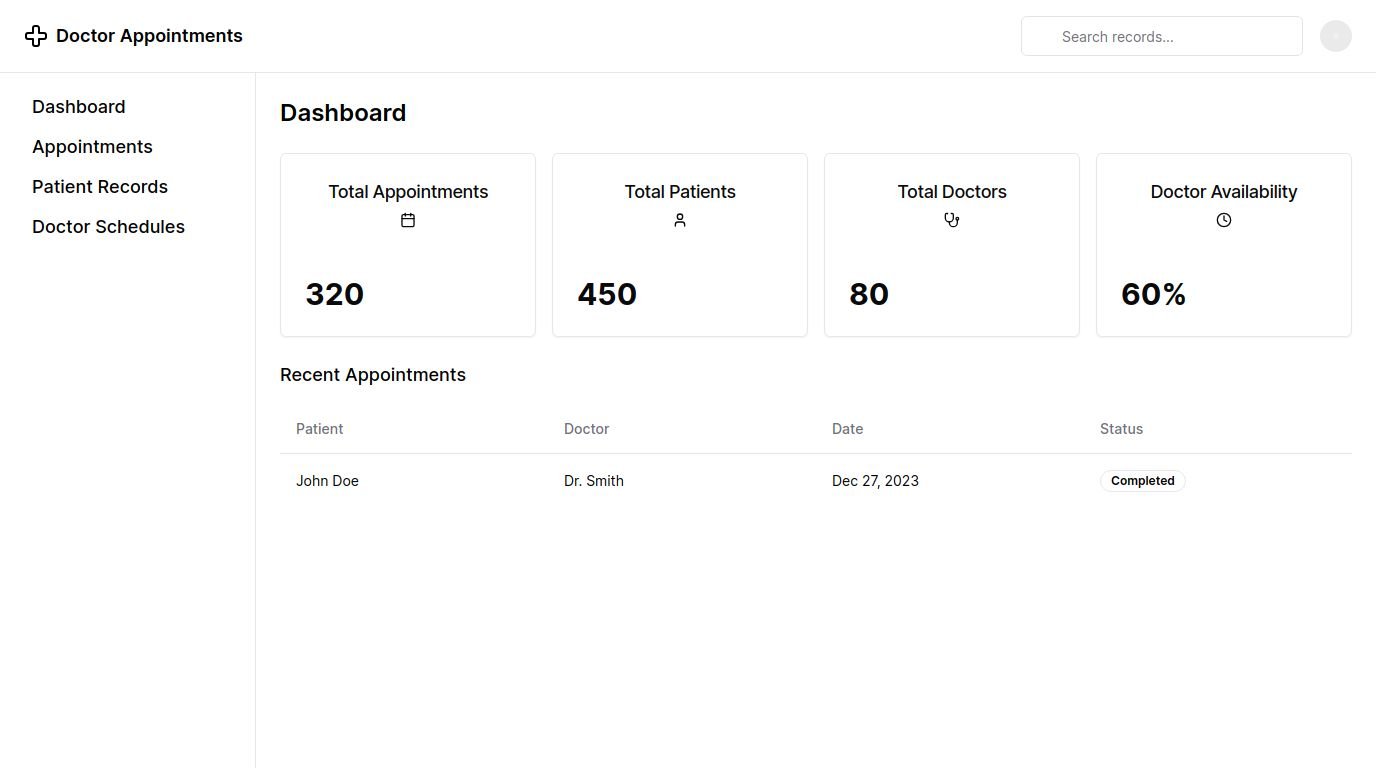 Doctor Appointments
Search records...
Dashboard
Appointments
Patient Records
Doctor Schedules
Dashboard
Total Appointments
320
Total Patients
450
Total Doctors
80
Doctor Availability
60%
Recent Appointments
Patient Doctor Date Status
John Doe Dr. Smith Dec 27, 2023 Completed